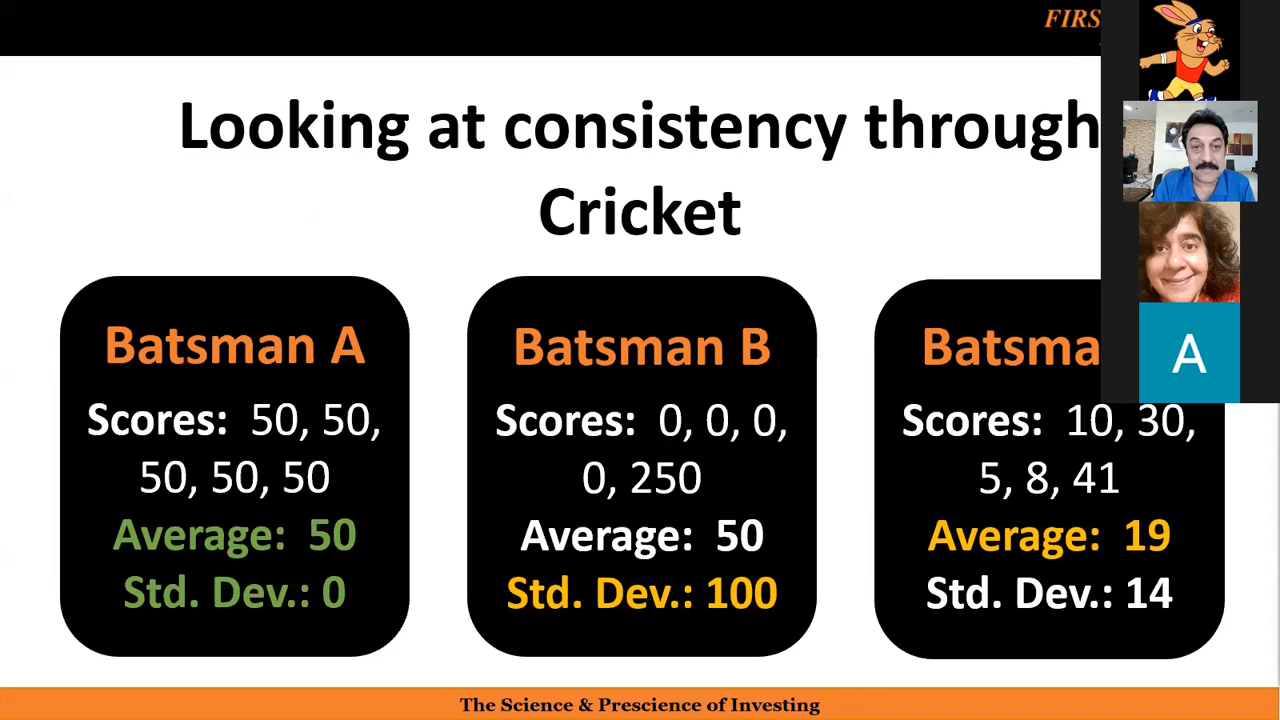 FIRS
Looking at consistency through
Cricket
Batsman A
Scores: 50, 50,
50, 50, 50
Average: 50
Std. Dev.: 0
Batsman B
Scores: 0, 0, 0,
0, 250
Average: 50
Std. Dev.: 100
Batsma
Scores: 10, 30,
5, 8, 41
Average: 19
Std. Dev.: 14
A
The Science & Prescience of Investing